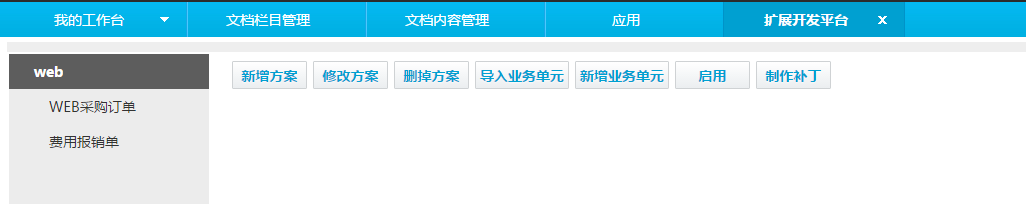 我的工作台 文档栏目管理 文档内容管理 应用 扩展开发平台 x
web
新增方案 修改方案 删掉方案 导入业务单元 新增业务单元 启用 制作补丁
WEB采购订单
费用报销单